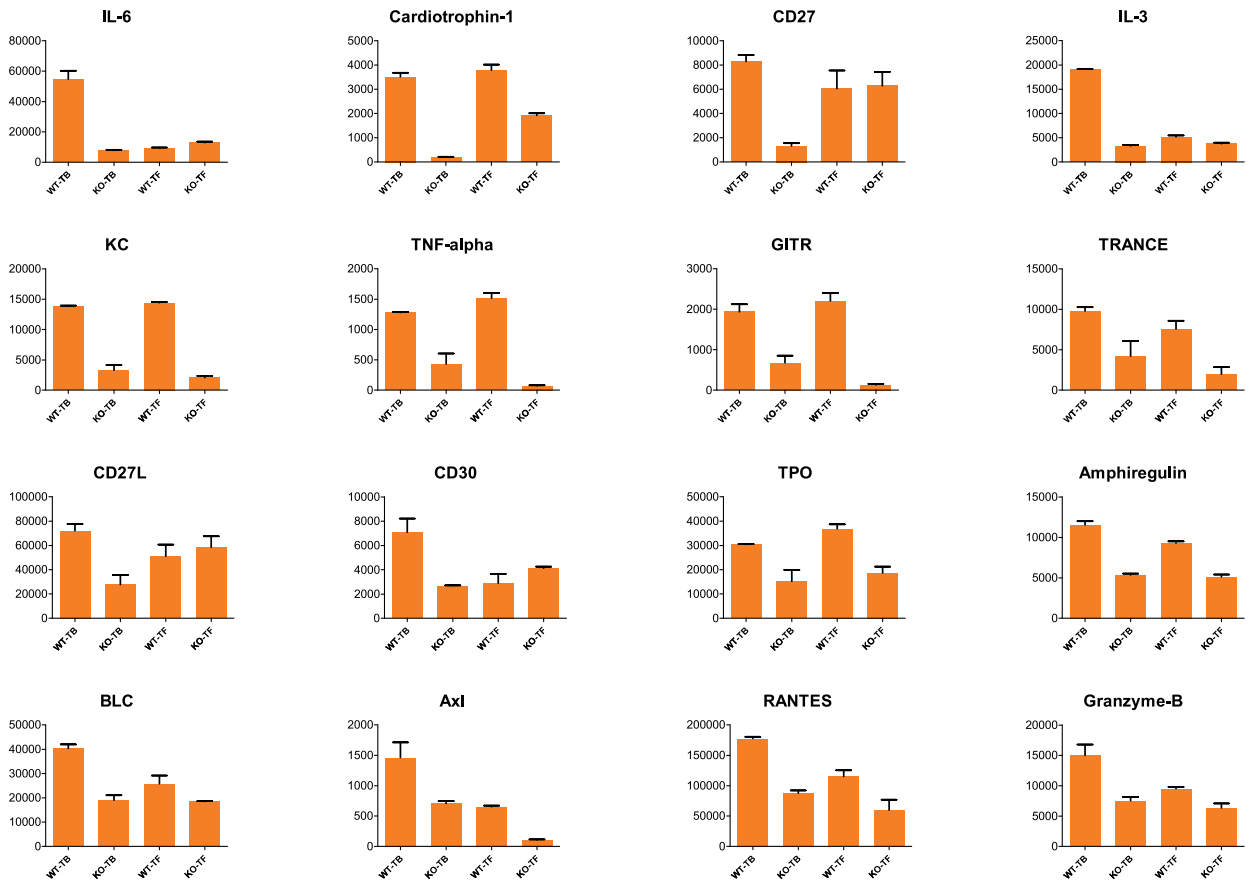 IL-6
80000
60000
40000
20000
0
WT-TB KO-TB WT-TF KO-TF
Cardiotrophin-1
5000
4000
3000
2000
1000
0
WT-TB KO-TB WT-TF KO-TF
CD27
10000
8000
6000
4000
2000
0
WT-TB KO-TB WT-TF KO-TF
IL-3
25000
20000
15000
10000
5000
0
WT-TB KO-TB WT-TF KO-TF
KC
20000
15000
10000
5000
0
WT-TB KO-TB WT-TF KO-TF
TNF-alpha
2000
1500
1000
500
0
WT-TB KO-TB WT-TF KO-TF
GITR
3000
2000
1000
0
WT-TB KO-TB WT-TF KO-TF
TRANCE
15000
10000
5000
0
WT-TB KO-TB WT-TF KO-TF
CD27L
100000
80000
60000
40000
20000
0
WT-TB KO-TB WT-TF KO-TF
CD30
10000
8000
6000
4000
2000
0
WT-TB KO-TB WT-TF KO-TF
TPO
50000
40000
30000
20000
10000
0
WT-TB KO-TB WT-TF KO-TF
Amphiregulin
15000
10000
5000
0
WT-TB KO-TB WT-TF KO-TF
BLC
50000
40000
30000
20000
10000
0
WT-TB KO-TB WT-TF KO-TF
Axl
2000
1500
1000
500
0
WT-TB KO-TB WT-TF KO-TF
RANTES
200000
150000
100000
50000
0
WT-TB KO-TB WT-TF KO-TF
Granzyme-B
20000
15000
10000
5000
0
WT-TB KO-TB WT-TF KO-TF